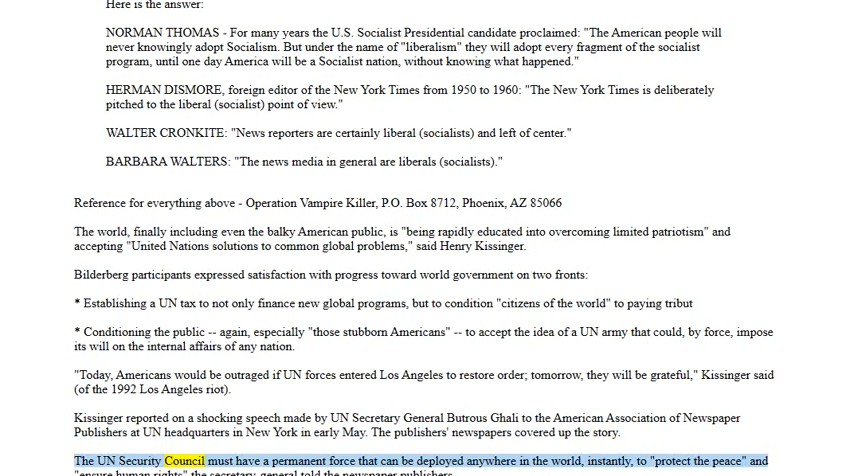 Here is the answer:
NORMAN THOMAS - For many years the U.S. Socialist Presidential candidate proclaimed: "The American people will
never knowingly adopt Socialism. But under the name of "liberalism" they will adopt every fragment of the socialist
program, until one day America will be a Socialist nation, without knowing what happened."
HERMAN DISMORE, foreign editor of the New York Times from 1950 to 1960: "The New York Times is deliberately
pitched to the liberal (socialist) point of view."
WALTER CRONKITE: "News reporters are certainly liberal (socialists) and left of center."
BARBARA WALTERS: "The news media in general are liberals (socialists)."
Reference for everything above - Operation Vampire Killer, P.O. Box 8712, Phoenix, AZ 85066
The world, finally including even the balky American public, is "being rapidly educated into overcoming limited patriotism" and
accepting "United Nations solutions to common global problems," said Henry Kissinger.
Bilderberg participants expressed satisfaction with progress toward world government on two fronts:
* Establishing a UN tax to not only finance new global programs, but to condition "citizens of the world" to paying tribut
* Conditioning the public -- again, especially "those stubborn Americans" -- to accept the idea of a UN army that could, by force, impose
its will on the internal affairs of any nation.
"Today, Americans would be outraged if UN forces entered Los Angeles to restore order; tomorrow, they will be grateful," Kissinger said
(of the 1992 Los Angeles riot).
Kissinger reported on a shocking speech made by UN Secretary General Butrous Ghali to the American Association of Newspaper
Publishers at UN headquarters in New York in early May. The publishers' newspapers covered up the story.
The UN Security Council must have a permanent force that can be deployed anywhere in the world, instantly, to "protect the peace" and
"ensure human rights" the secretary-general told the newspaper publishers